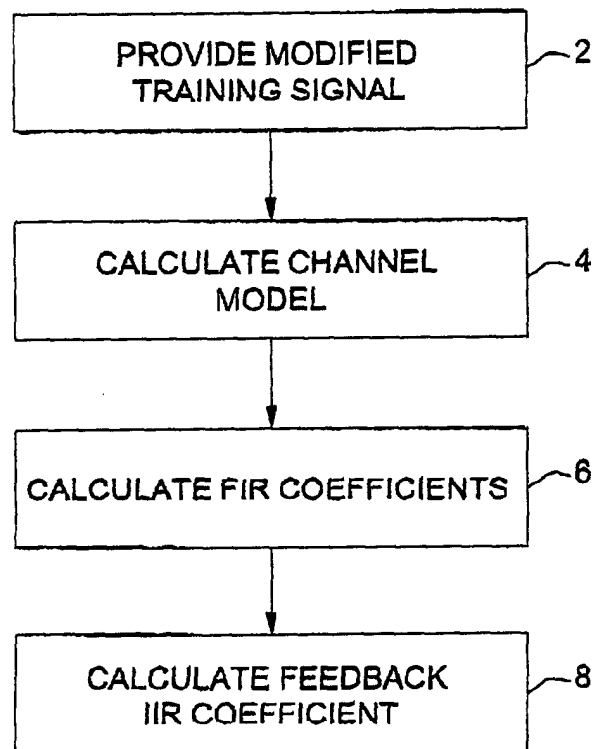 PROVIDE MODIFIED
TRAINING SIGNAL
2
CALCULATE CHANNEL
MODEL
4
CALCULATE FIR COEFFICIENTS
6
CALCULATE FEEDBACK
IIR COEFFICIENT
8